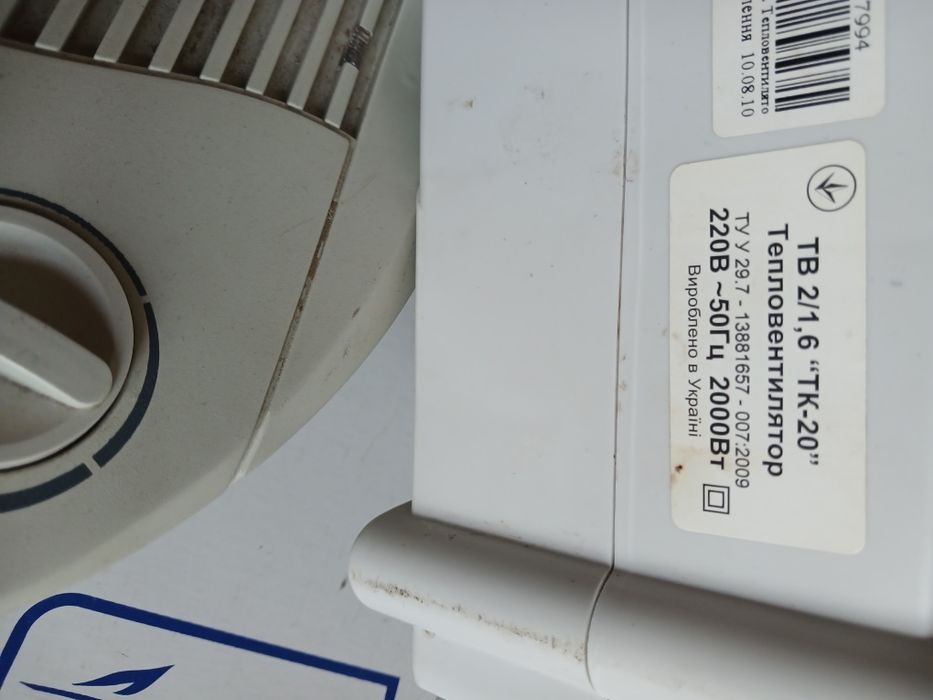 7994
Тепловентилято
лення 10.08.10
ТВ 2/1,6 “ТК-20”
Тепловентилятор
ТУ У 29.7 - 13881657 - 007:2009
220В ~50Гц 2000Вт
Вироблено в Україні